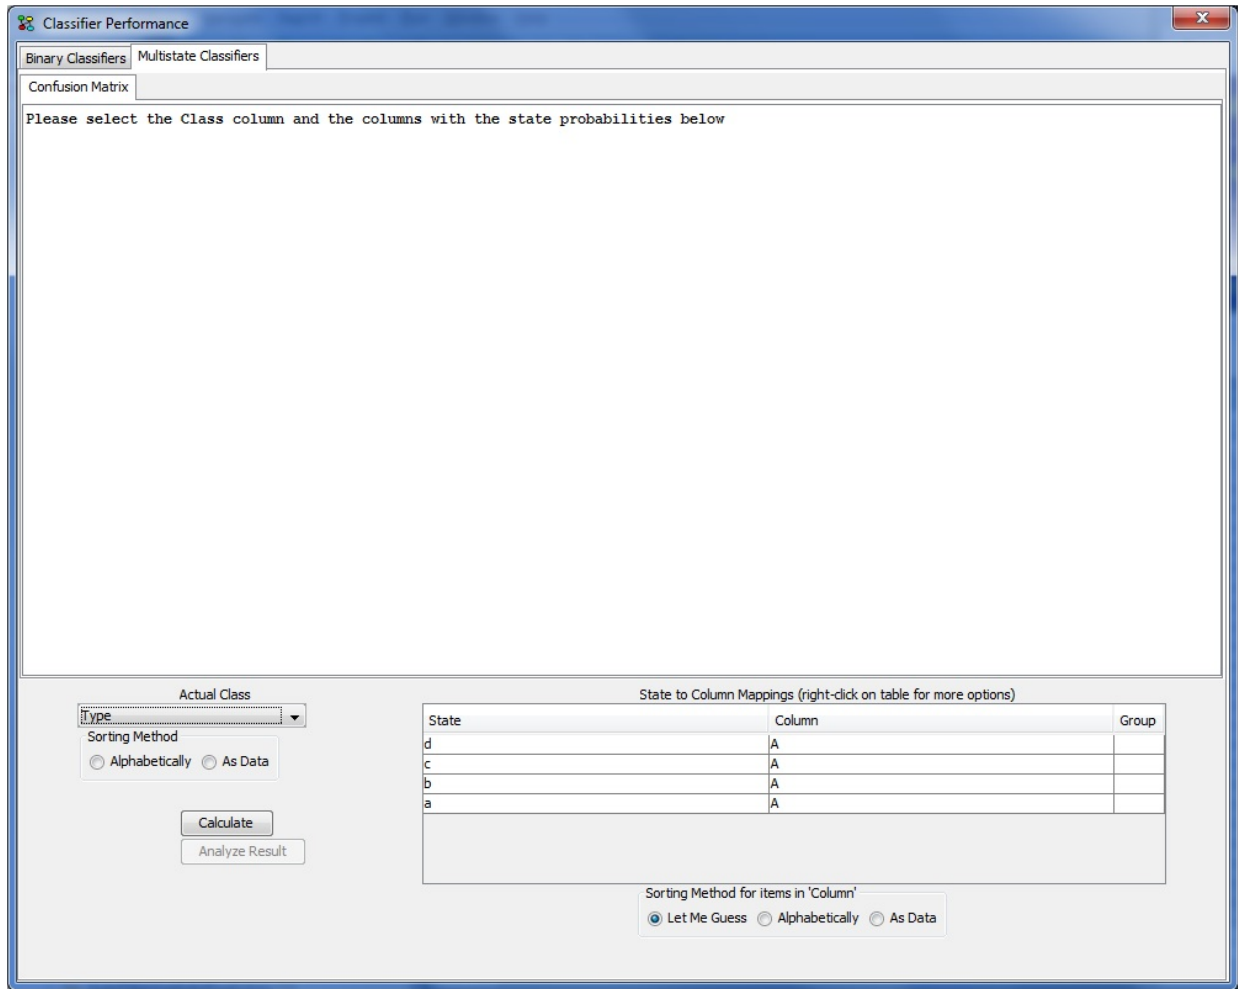 Classifier Performance
Binary Classifiers Multistate Classifiers
Confusion Matrix
Please select the Class column and the columns with the state probabilities below
Actual Class
Type
Sorting Method
Alphabetically As Data
Calculate
Analyze Result
State to Column Mappings (right-click on table for more options)
State Column Group
d A
c A
b A
a A
Sorting Method for items in 'Column'
Let Me Guess Alphabetically As Data